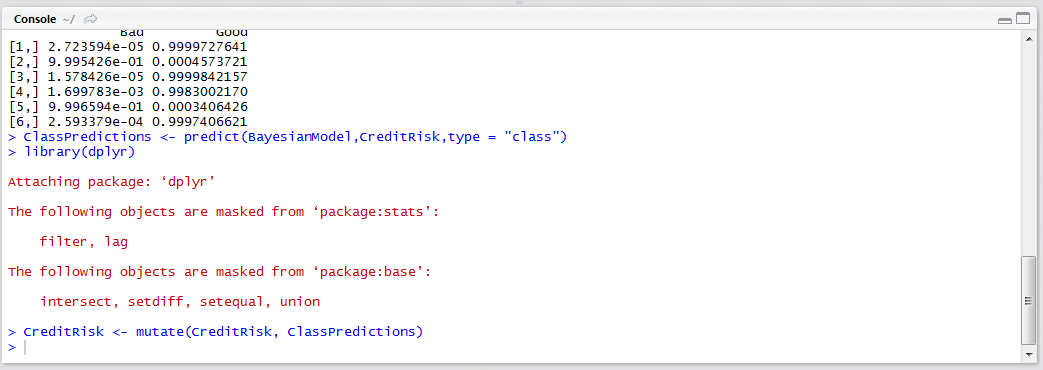 Console ~/
Bad Good
[1,] 2.723594e-05 0.9999727641
[2,] 9.995426e-01 0.0004573721
[3,] 1.578426e-05 0.9999842157
[4,] 1.699783e-03 0.9983002170
[5,] 9.996594e-01 0.0003406426
[6,] 2.593379e-04 0.9997406621
> ClassPredictions <- predict(BayesianModel,CreditRisk,type = "class")
> library(dplyr)
Attaching package: ‘dplyr’
The following objects are masked from ‘package:stats’:
filter, lag
The following objects are masked from ‘package:base’:
intersect, setdiff, setequal, union
> CreditRisk <- mutate(CreditRisk, ClassPredictions)
>